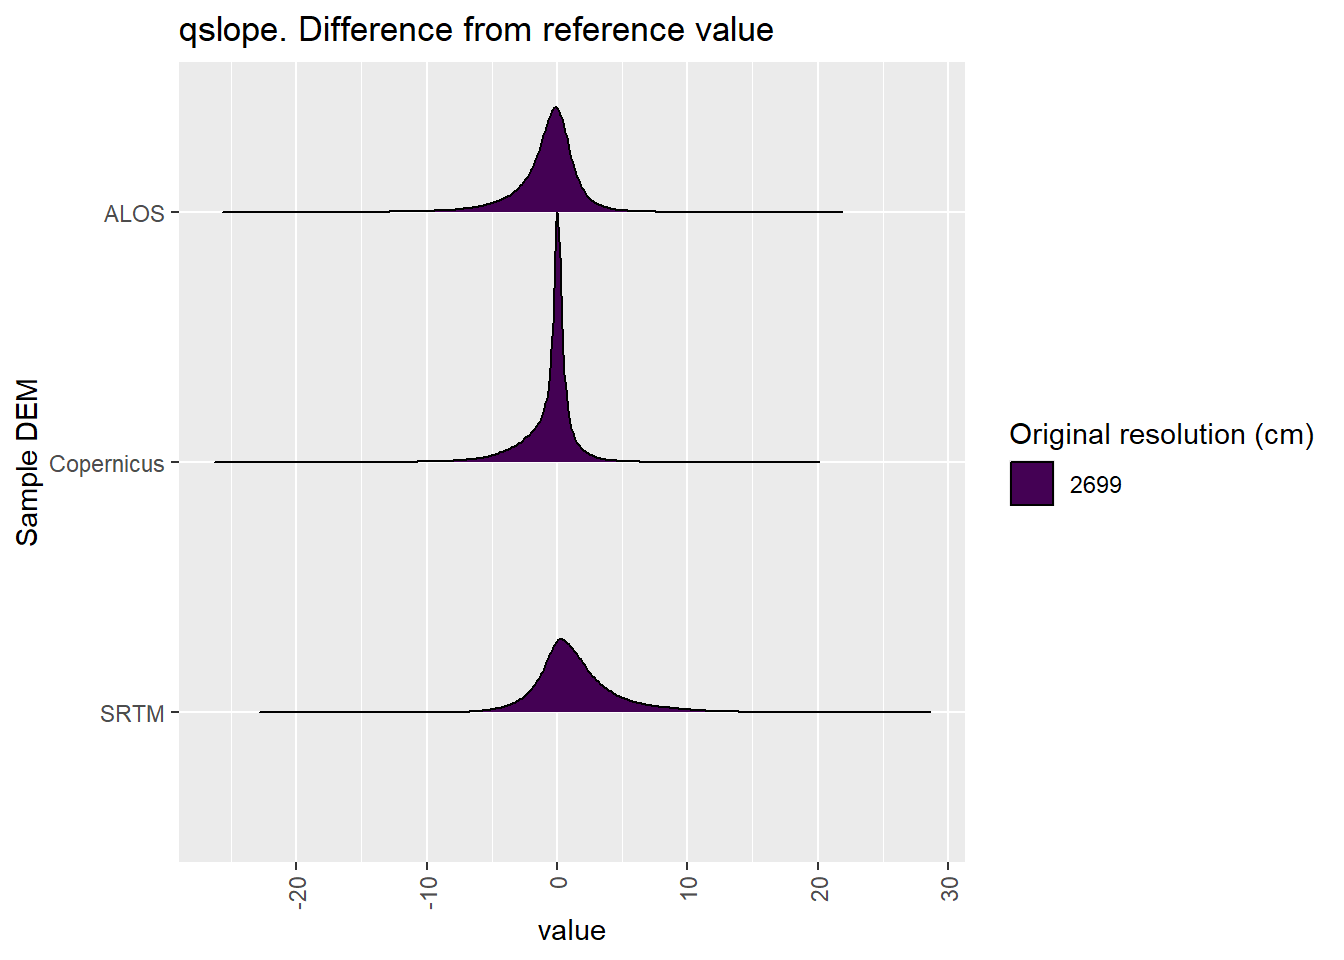 qslope. Difference from reference value
Sample DEM
ALOS
Copernicus
SRTM
-20
-10
0
10
20
30
value
Original resolution (cm)
2699